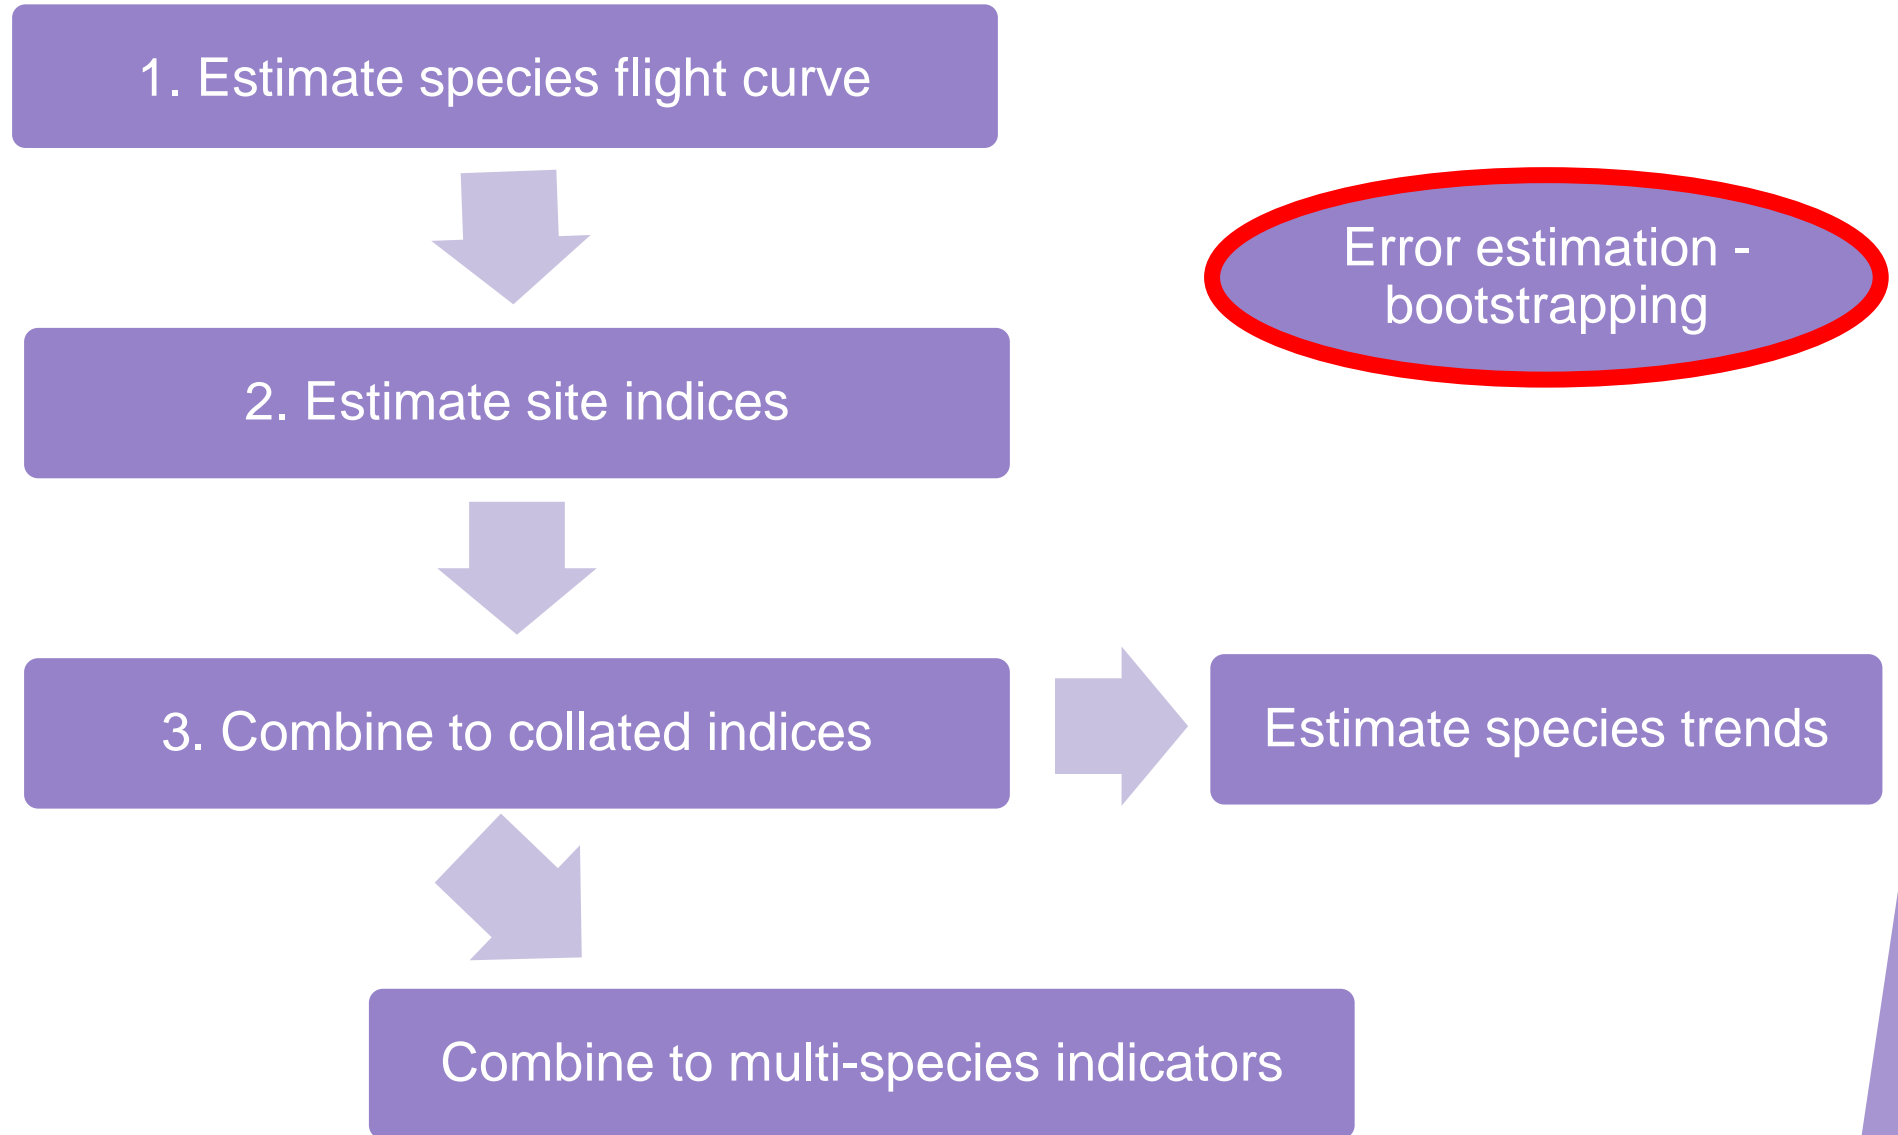 1. Estimate species flight curve
Error estimation -
bootstrapping
2. Estimate site indices
3. Combine to collated indices
Estimate species trends
Combine to multi-species indicators